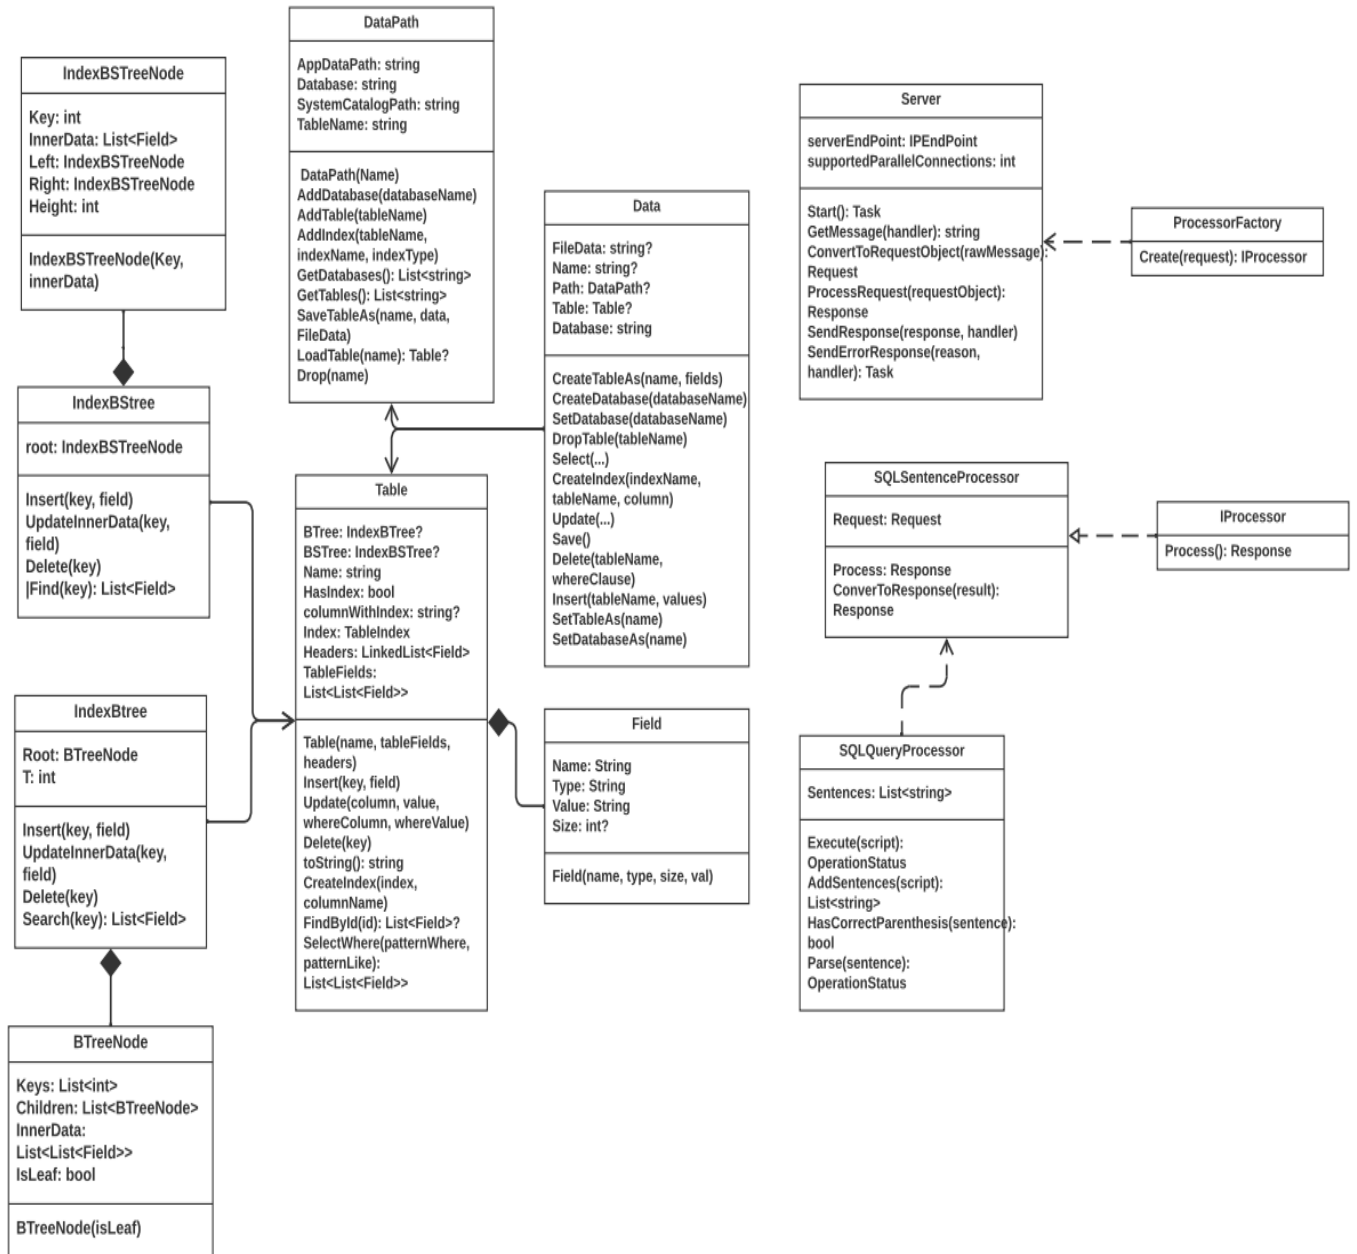 DataPath
AppDataPath: string
Database: string
SystemCatalogPath: string
TableName: string
DataPath(Name)
AddDatabase(databaseName)
AddTable(tableName)
AddIndex(tableName,
indexName, indexType)
GetDatabases(): List<string>
GetTables(): List<string>
SaveTableAs(name, data,
FileData)
LoadTable(name): Table?
Drop(name)
IndexBSTreeNode
Key: int
InnerData: List<Field>
Left: IndexBSTreeNode
Right: IndexBSTreeNode
Height: int
IndexBSTreeNode(Key,
innerData)
IndexBStree
root: IndexBSTreeNode
Insert(key, field)
UpdateInnerData(key,
field)
Delete(key)
|Find(key): List<Field>
IndexBtree
Root: BTreeNode
T: int
Insert(key, field)
UpdateInnerData(key,
field)
Delete(key)
Search(key): List<Field>
BTreeNode
Keys: List<int>
Children: List<BTreeNode>
InnerData:
List<List<Field>>
IsLeaf: bool
BTreeNode(isLeaf)
Table
BTree: IndexBTree?
BSTree: IndexBSTree?
Name: string
HasIndex: bool
columnWithIndex: string?
Index: TableIndex
Headers: LinkedList<Field>
TableFields:
List<List<Field>>
Table(name, tableFields,
headers)
Insert(key, field)
Update(column, value,
whereColumn, whereValue)
Delete(key)
toString(): string
CreateIndex(index,
columnName)
FindById(id): List<Field>?
SelectWhere(patternWhere,
patternLike):
List<List<Field>>
Data
FileData: string?
Name: string?
Path: DataPath?
Table: Table?
Database: string
CreateTableAs(name, fields)
CreateDatabase(databaseName)
SetDatabase(databaseName)
DropTable(tableName)
Select(...)
CreateIndex(indexName,
tableName, column)
Update(...)
Save()
Delete(tableName,
whereClause)
Insert(tableName, values)
SetTableAs(name)
SetDatabaseAs(name)
Field
Name: String
Type: String
Value: String
Size: int?
Field(name, type, size, val)
Server
serverEndPoint: IPEndPoint
supportedParallelConnections: int
Start(): Task
GetMessage(handler): string
ConvertToRequestObject(rawMessage):
Request
ProcessRequest(requestObject):
Response
SendResponse(response, handler)
SendErrorResponse(reason,
handler): Task
ProcessorFactory
Create(request): IProcessor
SQLSentenceProcessor
Request: Request
Process: Response
ConverToResponse(result):
Response
IProcessor
Process(): Response
SQLQueryProcessor
Sentences: List<string>
Execute(script):
OperationStatus
AddSentences(script):
List<string>
HasCorrectParenthesis(sentence):
bool
Parse(sentence):
OperationStatus